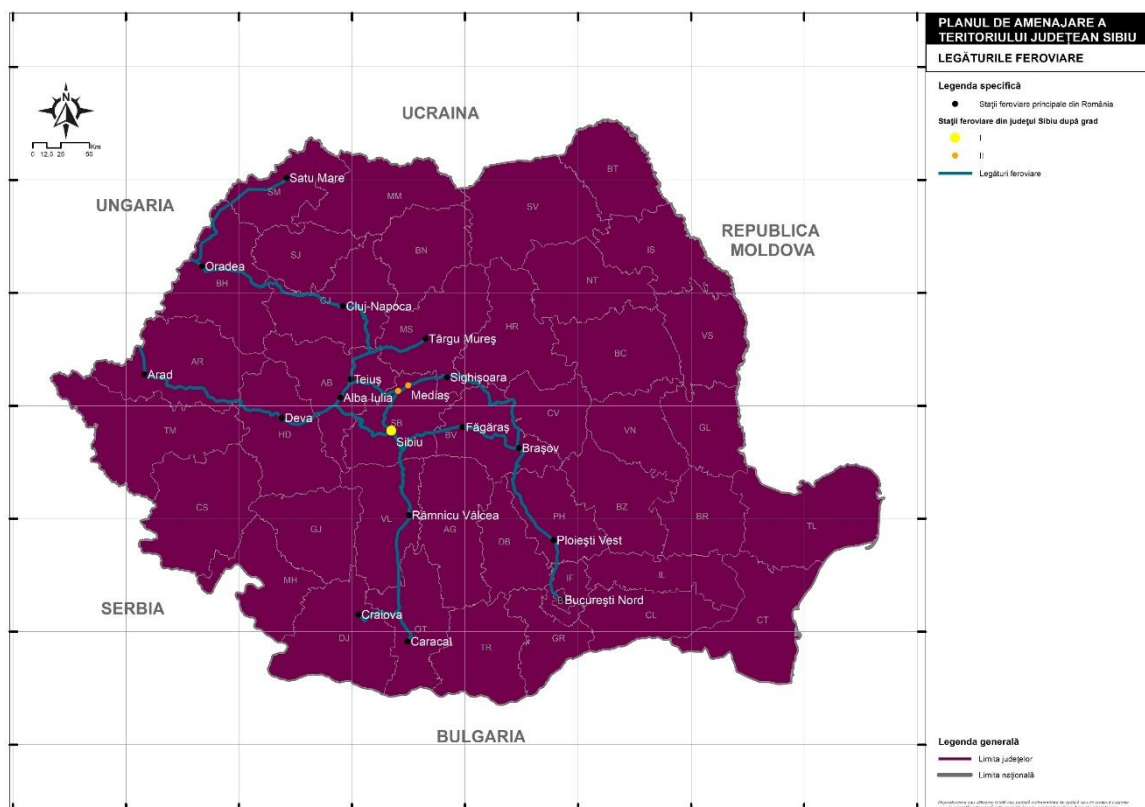 PLANUL DE AMENAJARE A
TERITORIULUI JUDEȚEAN SIBIU
LEGĂTURILE FEROVIARE
Legenda specifică
Stații feroviare principale din România
Stații feroviare din județul Sibiu după grad
I
II
Legături feroviare
N
Km
0 12,5 25 50
UCRAINA
UNGARIA
REPUBLICA
MOLDOVA
SERBIA
BULGARIA
Satu Mare
SM
MM
BT
SV
Oradea
BH
SJ
BN
IS
NT
CJ
Cluj-Napoca
MS
Târgu Mureș
HR
VS
BC
Arad
AR
AB
Teiuș
Sighișoara
Mediaș
Alba Iulia
Deva
HD
SB
Sibiu
BV
Făgăraș
CV
Brașov
TM
VN
GL
CS
GJ
VL
Râmnicu Vâlcea
AG
DB
PH
Ploiești Vest
BZ
BR
TL
MH
IF
B
București Nord
IL
CL
CT
Craiova
DJ
OT
Caracal
TR
GR
Legenda generală
Limita județelor
Limita națională